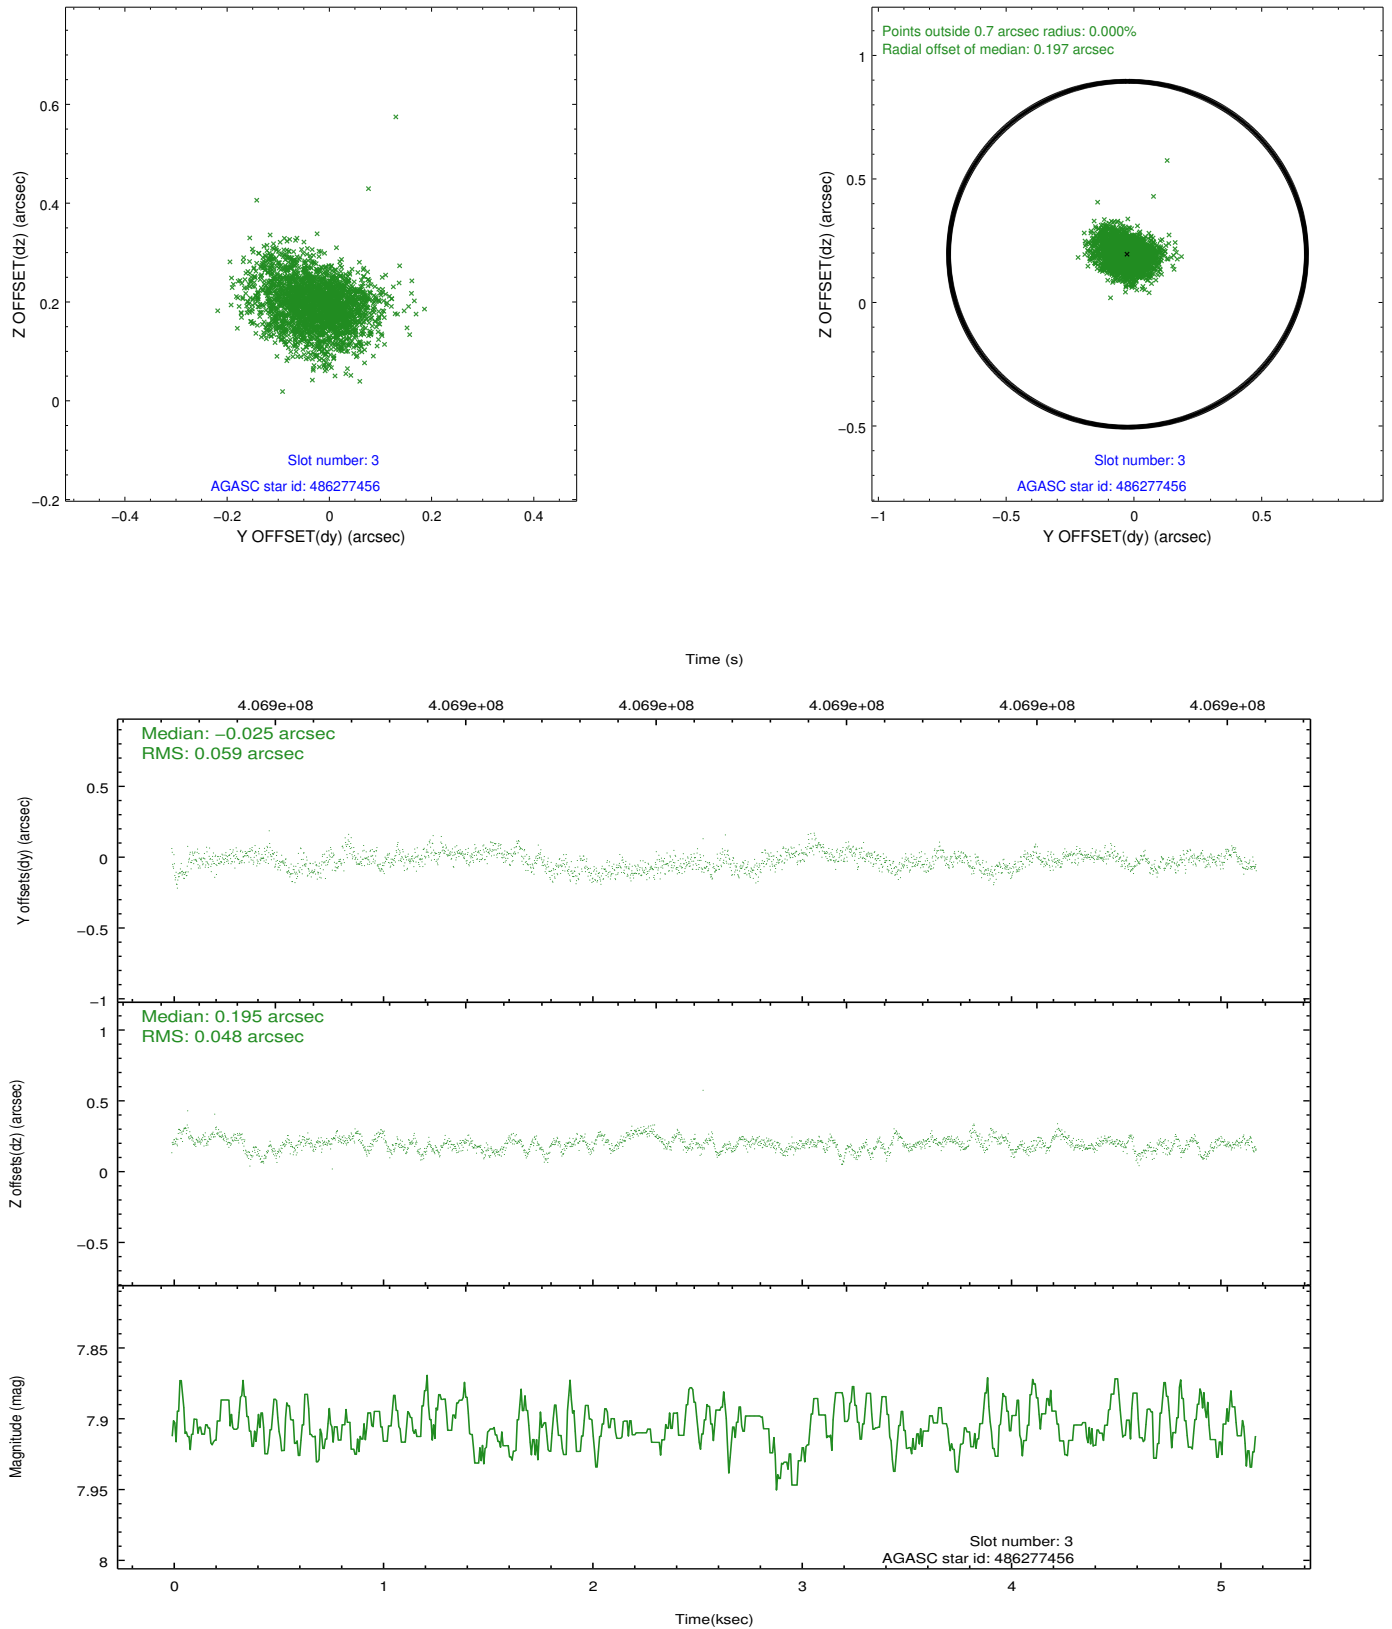 Points outside 0.7 arcsec radius: 0.000%
Radial offset of median: 0.197 arcsec
0.6
0.4
0.2
0
−0.2
Z OFFSET(dz) (arcsec)
Slot number: 3
AGASC star id: 486277456
−0.4
−0.2
0
0.2
0.4
Y OFFSET(dy) (arcsec)
1
0.5
0
−0.5
Z OFFSET(dz) (arcsec)
Slot number: 3
AGASC star id: 486277456
−1
−0.5
0
0.5
Y OFFSET(dy) (arcsec)
Time (s)
4.069e+08
4.069e+08
4.069e+08
4.069e+08
4.069e+08
4.069e+08
Median: −0.025 arcsec
RMS: 0.059 arcsec
0.5
0
−0.5
−1
Y offsets(dy) (arcsec)
Median: 0.195 arcsec
RMS: 0.048 arcsec
1
0.5
0
−0.5
Z offsets(dz) (arcsec)
7.85
7.9
7.95
8
Magnitude (mag)
Slot number: 3
AGASC star id: 486277456
0
1
2
3
4
5
Time(ksec)